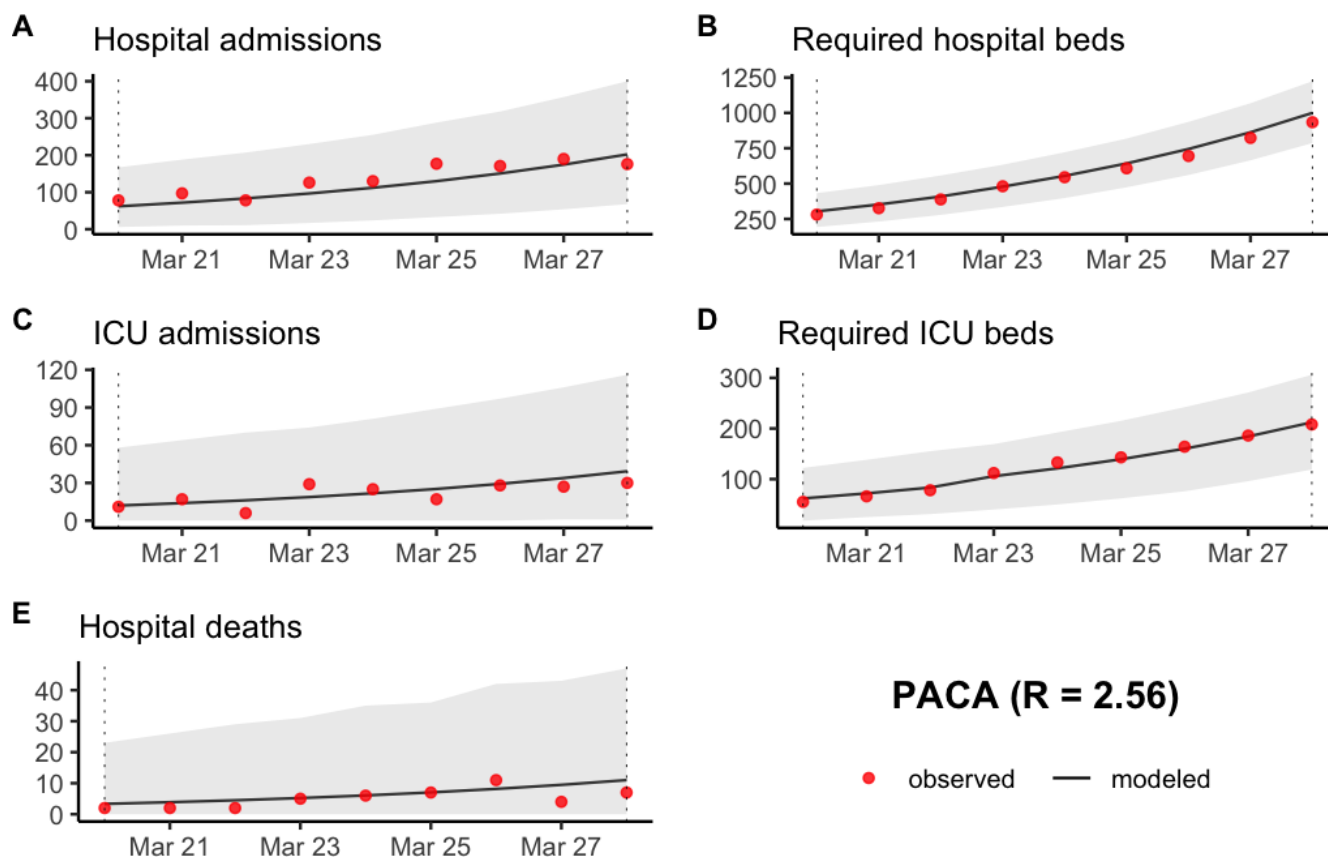 A
Hospital admissions
400
300
200
100
0
Mar 21 Mar 23 Mar 25 Mar 27
B
Required hospital beds
1250
1000
750
500
250
Mar 21 Mar 23 Mar 25 Mar 27
C
ICU admissions
120
90
60
30
0
Mar 21 Mar 23 Mar 25 Mar 27
D
Required ICU beds
300
200
100
Mar 21 Mar 23 Mar 25 Mar 27
E
Hospital deaths
40
30
20
10
0
Mar 21 Mar 23 Mar 25 Mar 27
PACA (R = 2.56)
observed modeled